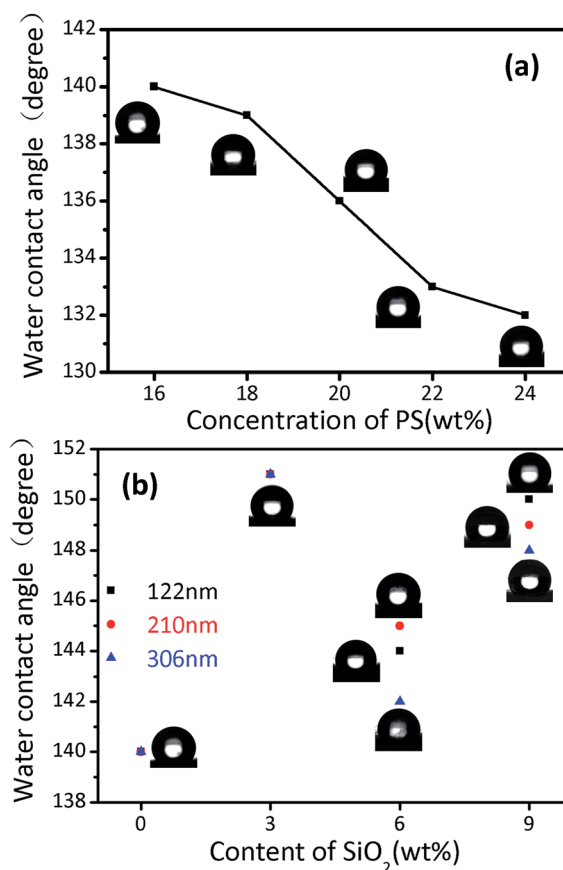 (a)
Water contact angle（degree）
142
140
138
136
134
132
130
16 18 20 22 24
Concentration of PS(wt%)
(b)
Water contact angle（degree）
152
150
148
146
144
142
140
138
122nm
210nm
306nm
0 3 6 9
Content of SiO₂(wt%)